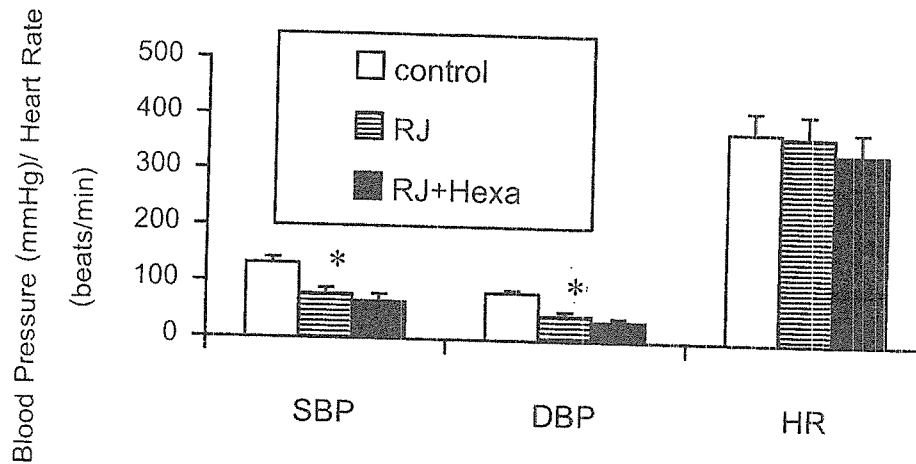 Blood Pressure (mmHg)/ Heart Rate
(beats/min)
500
400
300
200
100
0
control
RJ
RJ+Hexa
*
*
SBP
DBP
HR